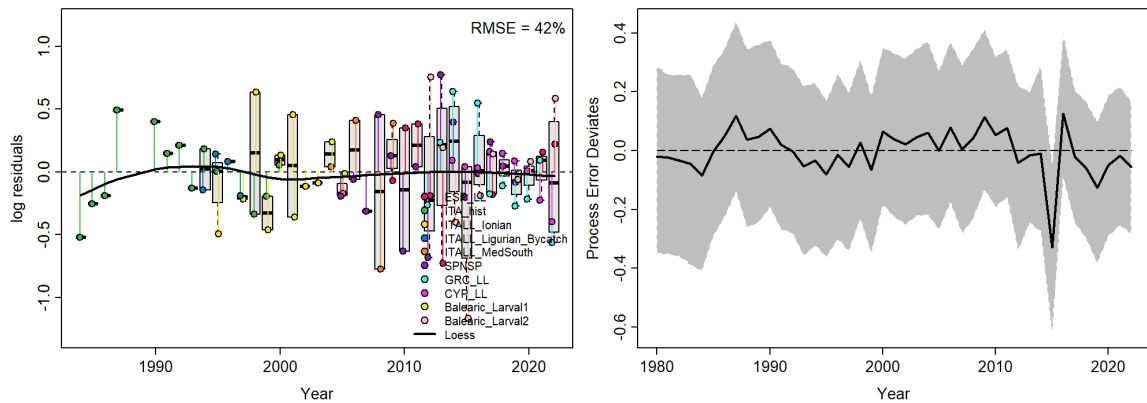 RMSE = 42%
log residuals
1.0
0.5
0.0
-0.5
-1.0
ESP_LL
ITA_hist
ITALL_Ionian
ITALL_Ligurian_Bycatch
ITALL_MedSouth
SPNSP
GRC_LL
CYP_LL
Balearic_Larval1
Balearic_Larval2
Loess
1990
2000
2010
2020
Year
Process Error Deviates
0.4
0.2
0.0
-0.2
-0.4
-0.6
1980
1990
2000
2010
2020
Year